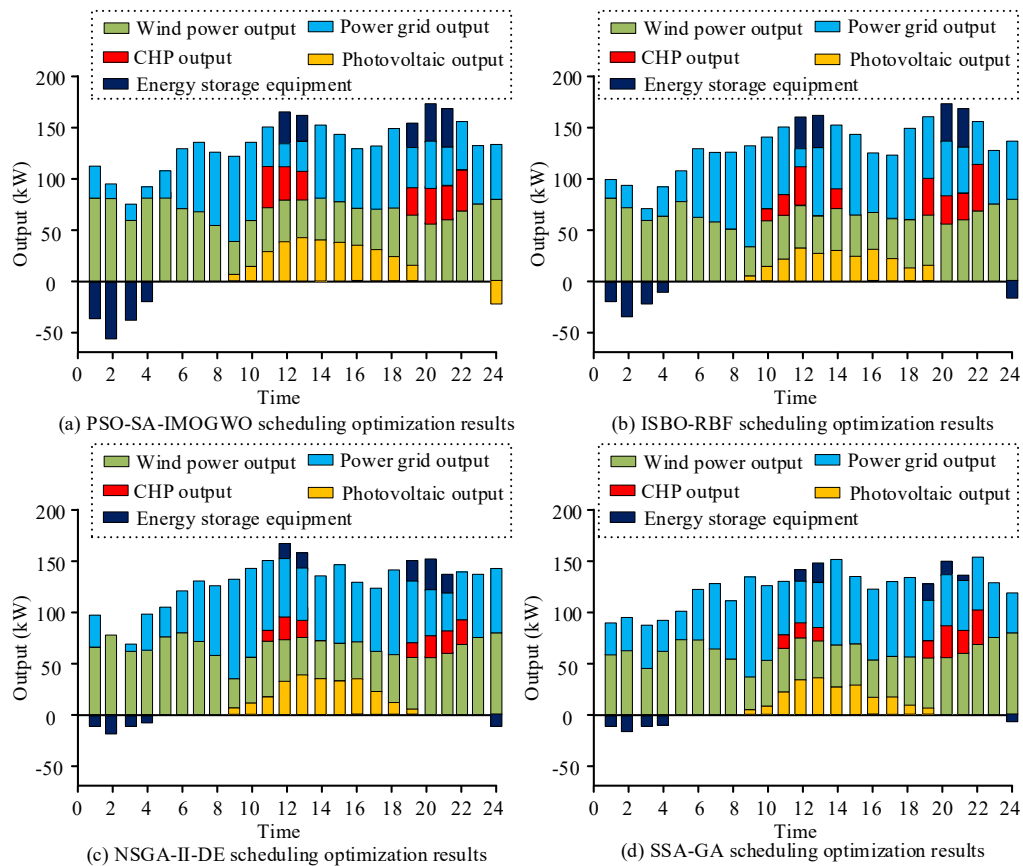 Wind power output
Power grid output
CHP output
Photovoltaic output
Energy storage equipment
200
150
100
50
0
-50
Output (kW)
0 2 4 6 8 10 12 14 16 18 20 22 24
Time
(a) PSO-SA-IMOGWO scheduling optimization results
Wind power output
Power grid output
CHP output
Photovoltaic output
Energy storage equipment
200
150
100
50
0
-50
Output (kW)
0 2 4 6 8 10 12 14 16 18 20 22 24
Time
(b) ISBO-RBF scheduling optimization results
Wind power output
Power grid output
CHP output
Photovoltaic output
Energy storage equipment
200
150
100
50
0
-50
Output (kW)
0 2 4 6 8 10 12 14 16 18 20 22 24
Time
(c) NSGA-II-DE scheduling optimization results
Wind power output
Power grid output
CHP output
Photovoltaic output
Energy storage equipment
200
150
100
50
0
-50
Output (kW)
0 2 4 6 8 10 12 14 16 18 20 22 24
Time
(d) SSA-GA scheduling optimization results